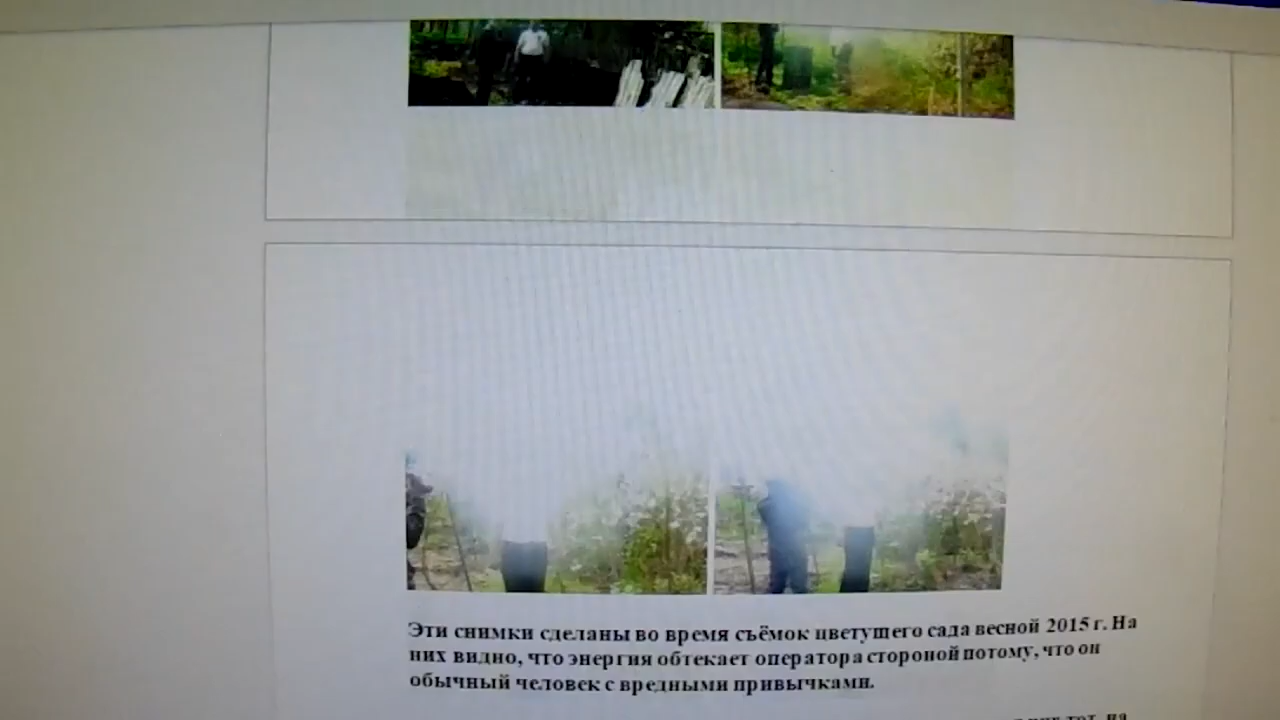 Эти снимки сделаны во время съёмок цветущего сада весной 2015 г. На
них видно, что энергия обтекает оператора стороной потому, что он
обычный человек с вредными привычками.